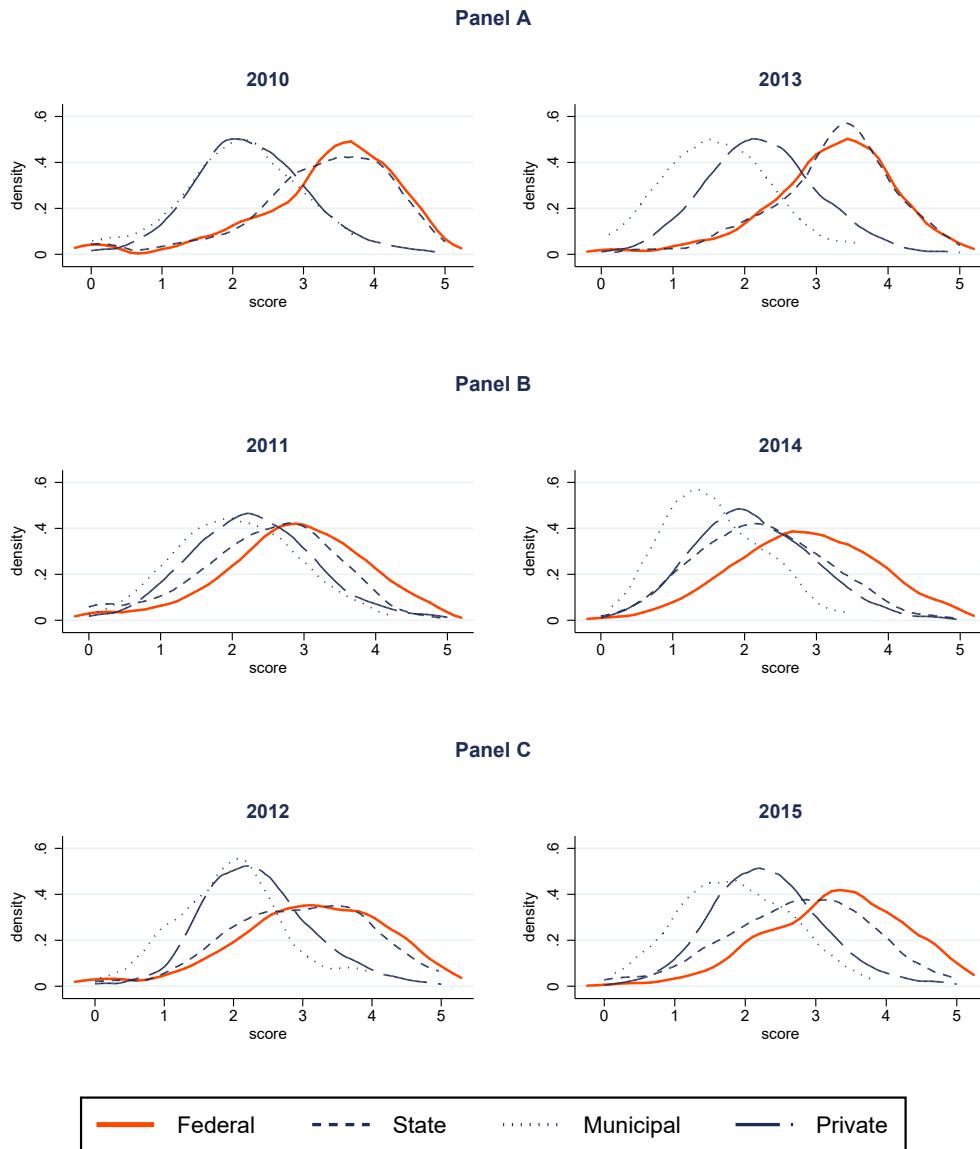 Panel A
2010
2013
density
0 .2 .4 .6
0 1 2 3 4 5
score
density
0 .2 .4 .6
0 1 2 3 4 5
score
Panel B
2011
2014
density
0 .2 .4 .6
0 1 2 3 4 5
score
density
0 .2 .4 .6
0 1 2 3 4 5
score
Panel C
2012
2015
density
0 .2 .4 .6
0 1 2 3 4 5
score
density
0 .2 .4 .6
0 1 2 3 4 5
score
Federal State Municipal Private